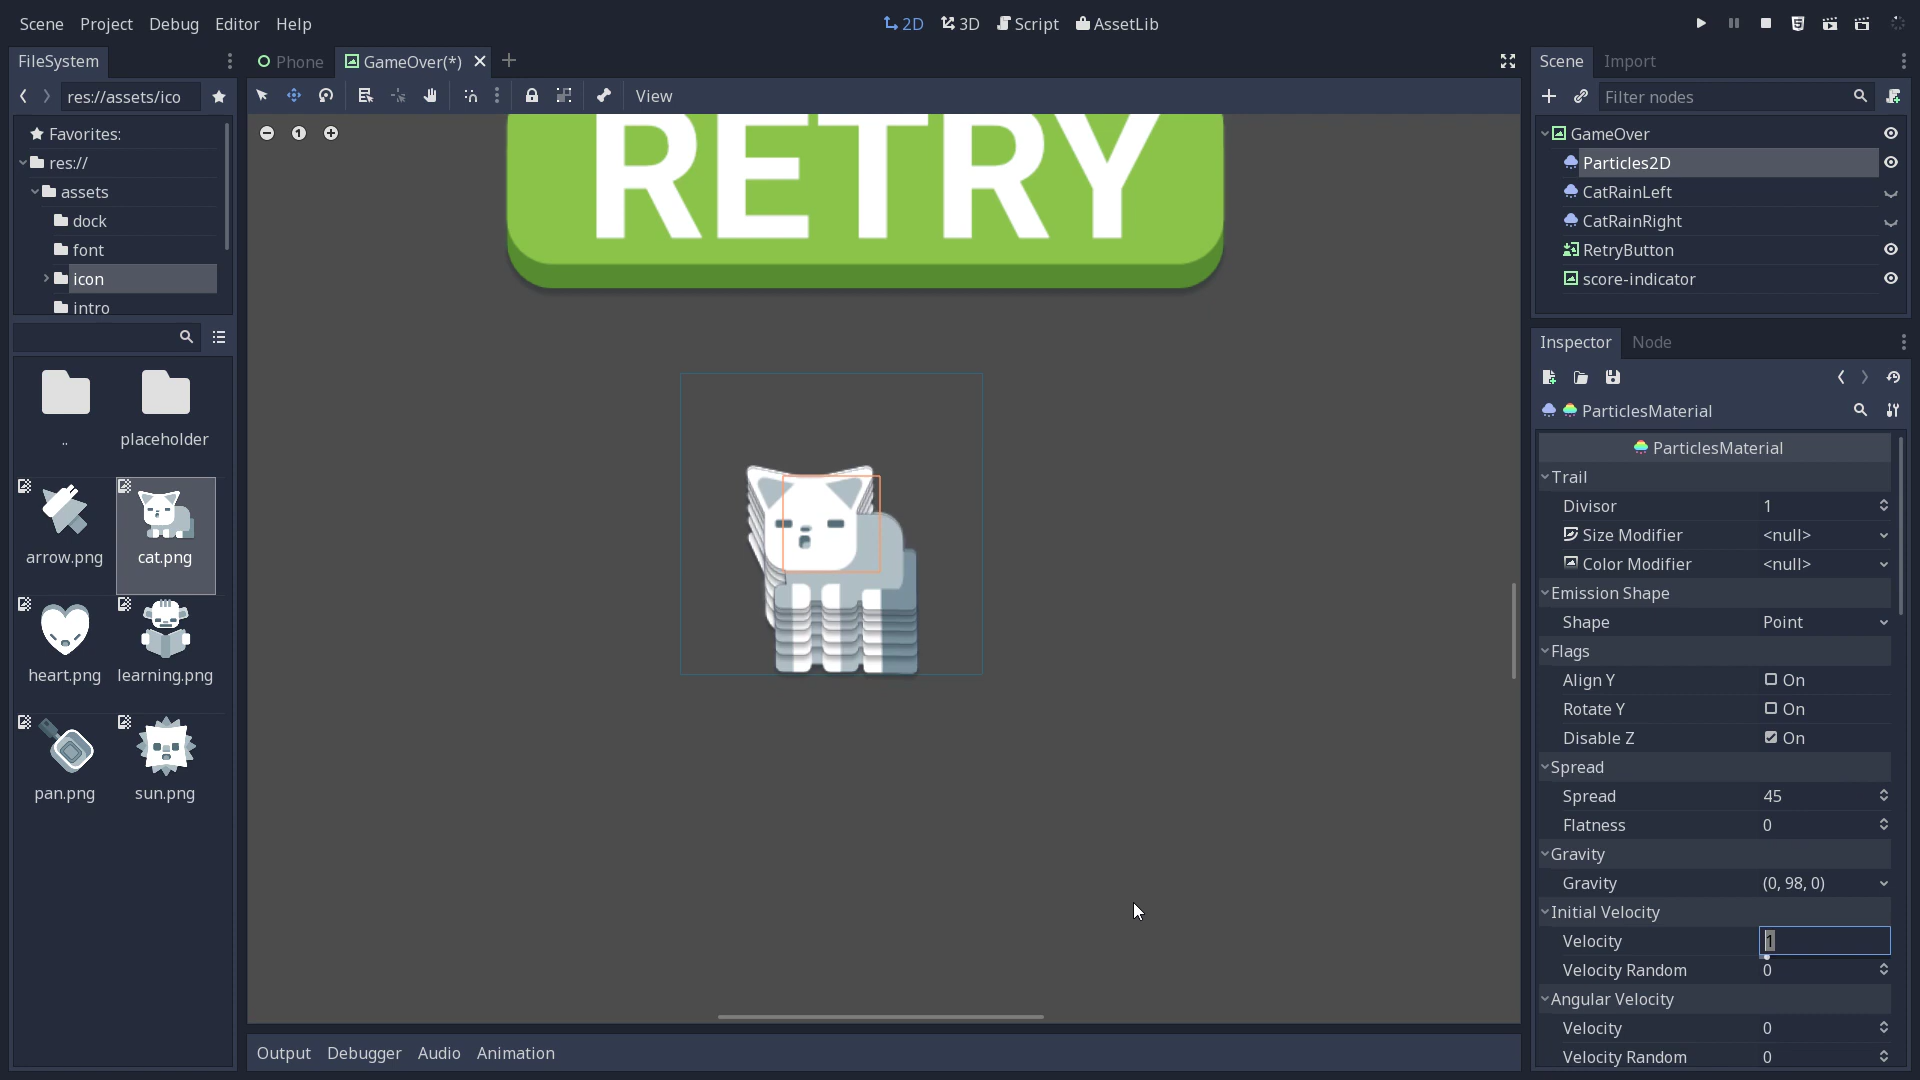 Scene Project Debug Editor Help
2D 3D Script AssetLib
FileSystem
Phone
GameOver(*)
Scene Import
res://assets/ico
View
Filter nodes
Favorites:
res://
assets
dock
font
icon
intro
..
placeholder
arrow.png
cat.png
heart.png
learning.png
pan.png
sun.png
1
RETRY
GameOver
Particles2D
CatRainLeft
CatRainRight
RetryButton
score-indicator
Inspector Node
ParticlesMaterial
ParticlesMaterial
Trail
Divisor 1
Size Modifier <null>
Color Modifier <null>
Emission Shape
Shape Point
Flags
Align Y On
Rotate Y On
Disable Z On
Spread
Spread 45
Flatness 0
Gravity
Gravity (0, 98, 0)
Initial Velocity
Velocity 1
Velocity Random 0
Angular Velocity
Velocity 0
Velocity Random 0
Output Debugger Audio Animation